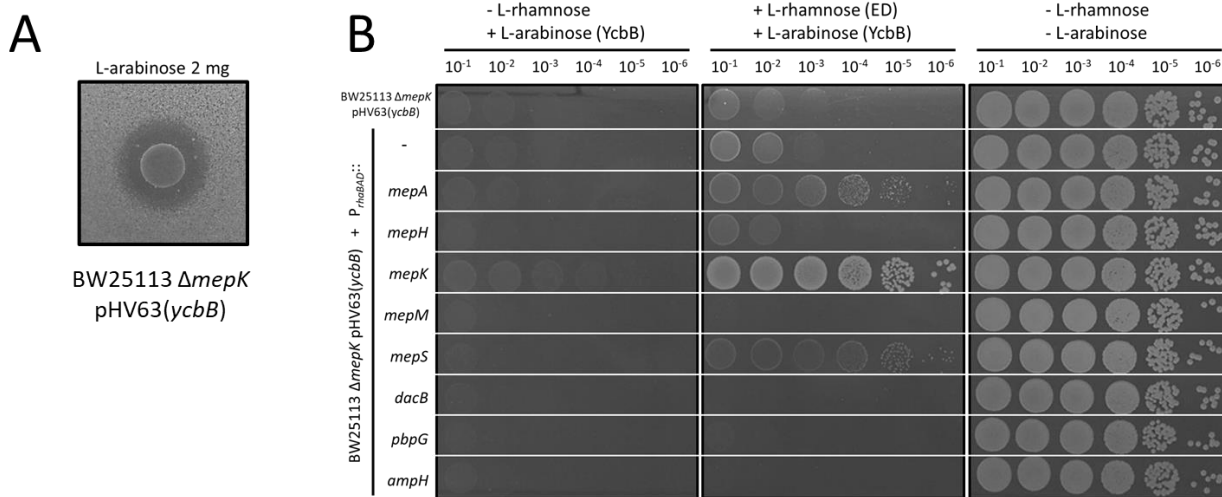 A
L-arabinose 2 mg
BW25113 ΔmepK
pHV63(ycbB)
B
- L-rhamnose
+ L-arabinose (YcbB)
+ L-rhamnose (ED)
+ L-arabinose (YcbB)
- L-rhamnose
- L-arabinose
10⁻¹ 10⁻² 10⁻³ 10⁻⁴ 10⁻⁵ 10⁻⁶
10⁻¹ 10⁻² 10⁻³ 10⁻⁴ 10⁻⁵ 10⁻⁶
10⁻¹ 10⁻² 10⁻³ 10⁻⁴ 10⁻⁵ 10⁻⁶
BW25113 ΔmepK
pHV63(ycbB)
BW25113 ΔmepK pHV63(ycbB) + PrhaBAD::
-
mepA
mepH
mepK
mepM
mepS
dacB
pbpG
ampH